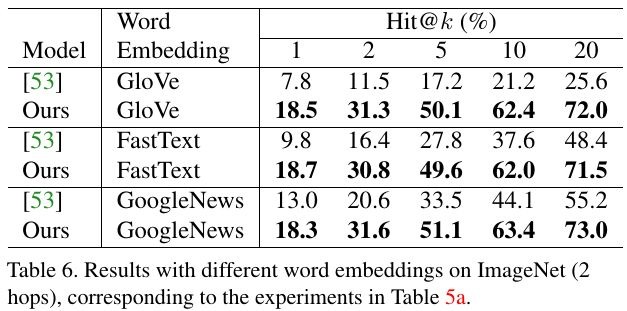 Word Hit@k (%)
Model Embedding 1 2 5 10 20
[53] GloVe 7.8 11.5 17.2 21.2 25.6
Ours GloVe 18.5 31.3 50.1 62.4 72.0
[53] FastText 9.8 16.4 27.8 37.6 48.4
Ours FastText 18.7 30.8 49.6 62.0 71.5
[53] GoogleNews 13.0 20.6 33.5 44.1 55.2
Ours GoogleNews 18.3 31.6 51.1 63.4 73.0
Table 6. Results with different word embeddings on ImageNet (2
hops), corresponding to the experiments in Table 5a.